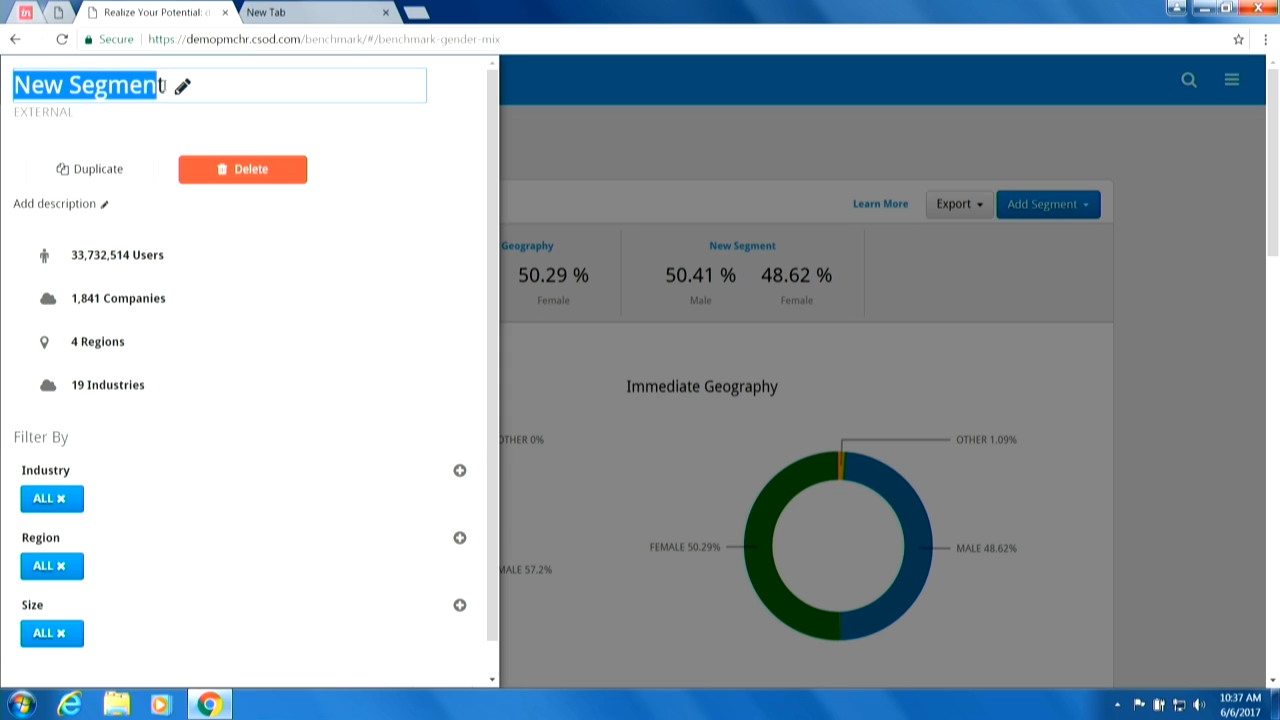 in
Realize Your Potential: d
New Tab
Secure
https://demopmchr.csod.com/benchmark/#/benchmark-gender-mix
New Segment
EXTERNAL
Duplicate
Delete
Add description
33,732,514 Users
1,841 Companies
4 Regions
19 Industries
Filter By
Industry
ALL
Region
ALL
Size
ALL
Learn More
Export
Add Segment
Geography
50.29 %
Female
New Segment
50.41 % 48.62 %
Male Female
Immediate Geography
OTHER 0%
OTHER 1.09%
FEMALE 50.29%
MALE 48.62%
MALE 57.2%
10:37 AM
6/6/2017